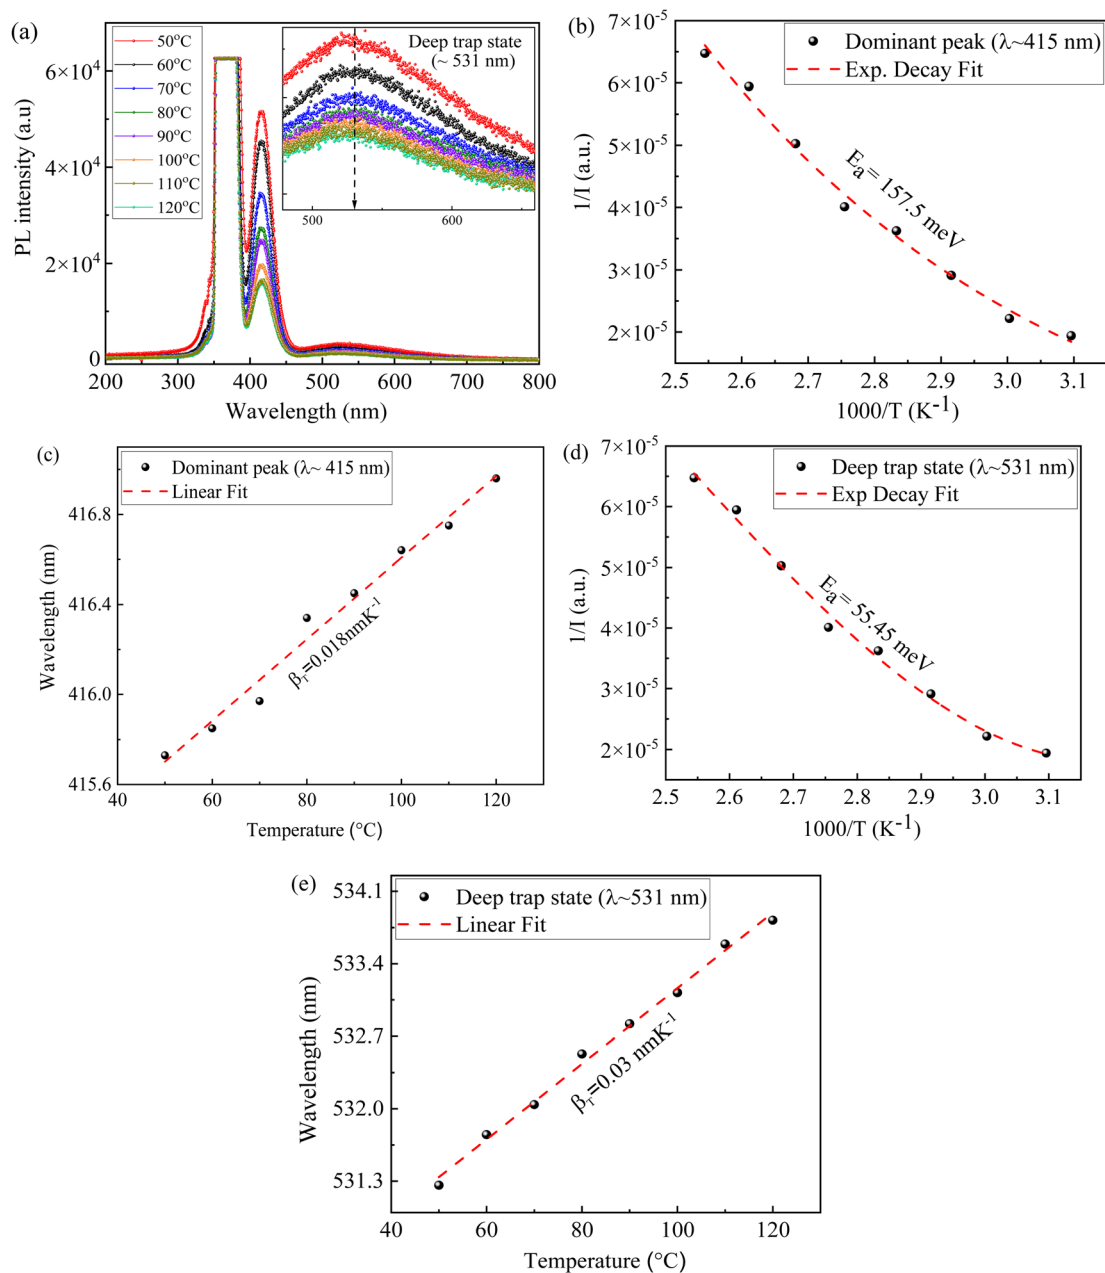 (a)
50°C
60°C
70°C
80°C
90°C
100°C
110°C
120°C
Deep trap state
(~ 531 nm)
500
600
PL intensity (a.u)
6×10⁴
4×10⁴
2×10⁴
0
200
300
400
500
600
700
800
Wavelength (nm)
(b)
Dominant peak (λ~415 nm)
Exp. Decay Fit
Eₐ= 157.5 meV
1/I (a.u.)
7×10⁻⁵
6×10⁻⁵
5×10⁻⁵
4×10⁻⁵
3×10⁻⁵
2×10⁻⁵
2.5
2.6
2.7
2.8
2.9
3.0
3.1
1000/T (K⁻¹)
(c)
Dominant peak (λ~ 415 nm)
Linear Fit
βT=0.018nmK⁻¹
Wavelength (nm)
416.8
416.4
416.0
415.6
40
60
80
100
120
Temperature (°C)
(d)
Deep trap state (λ~531 nm)
Exp Decay Fit
Eₐ= 55.45 meV
1/I (a.u.)
7×10⁻⁵
6×10⁻⁵
5×10⁻⁵
4×10⁻⁵
3×10⁻⁵
2×10⁻⁵
2.5
2.6
2.7
2.8
2.9
3.0
3.1
1000/T (K⁻¹)
(e)
Deep trap state (λ~531 nm)
Linear Fit
βT=0.03 nmK⁻¹
Wavelength (nm)
534.1
533.4
532.7
532.0
531.3
40
60
80
100
120
Temperature (°C)